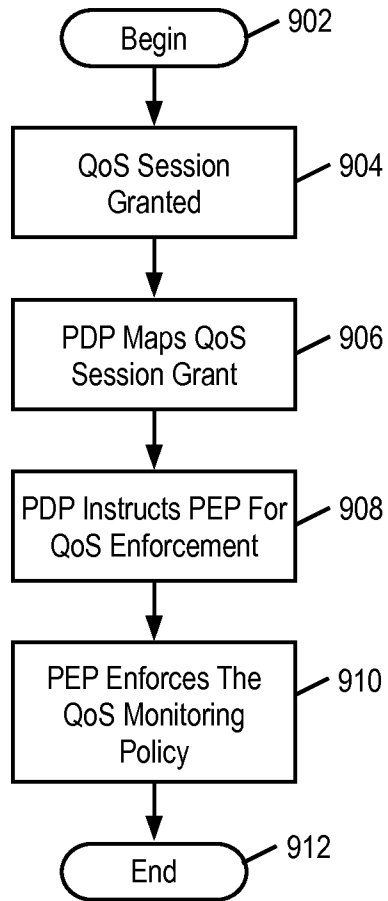 Begin
902
QoS Session
Granted
904
PDP Maps QoS
Session Grant
906
PDP Instructs PEP For
QoS Enforcement
908
PEP Enforces The
QoS Monitoring
Policy
910
End
912